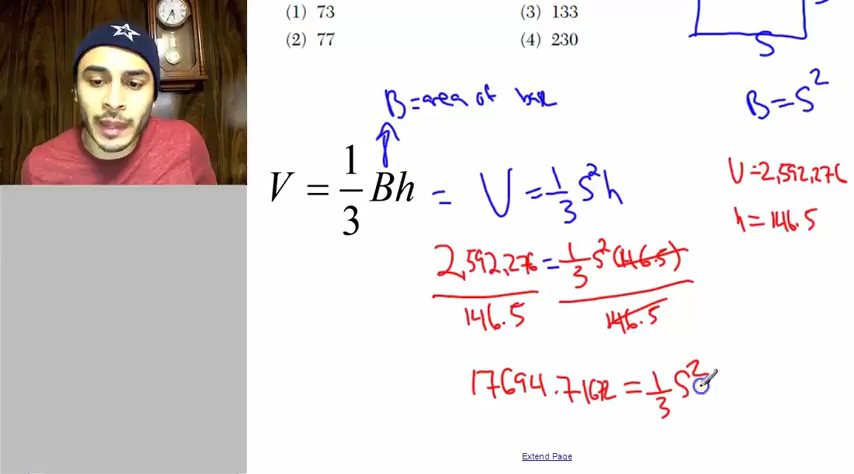 (1) 73 (3) 133
(2) 77 (4) 230
S
B = area of base
B = S²
V = 1/3 Bh = V = 1/3 S²h
V = 2,592,276
h = 146.5
2,592,276 = 1/3 S² (146.5)
146.5 146.5
17694.71672 = 1/3 S²
Extend Page